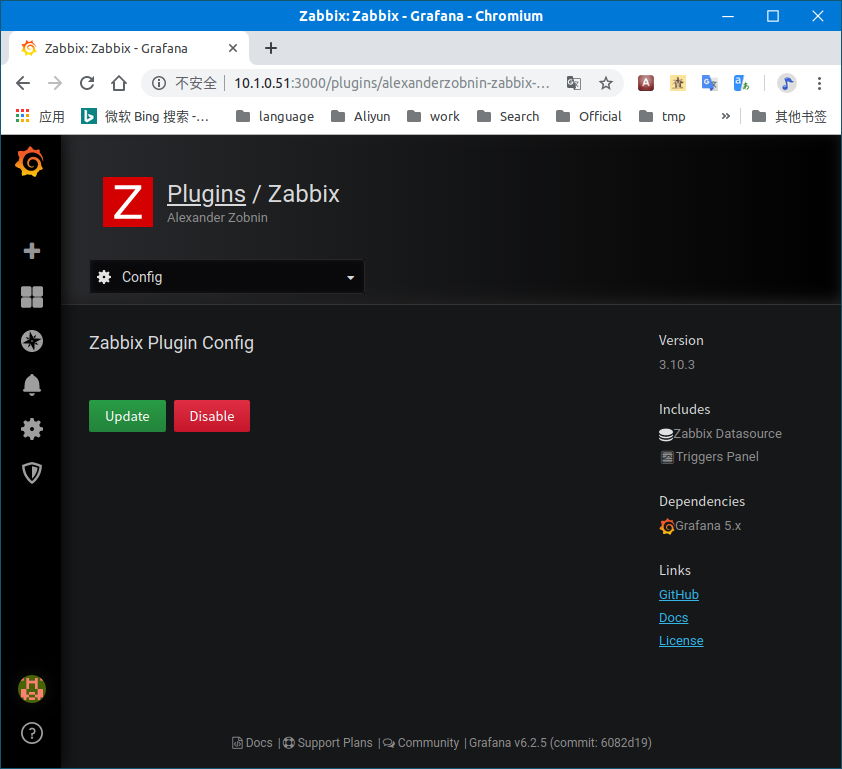 Zabbix: Zabbix - Grafana - Chromium
Zabbix: Zabbix - Grafana
不安全 10.1.0.51:3000/plugins/alexanderzobnin-zabbix-...
应用 微软 Bing 搜索 -... language Aliyun work Search Official tmp » 其他书签
Z
Plugins / Zabbix
Alexander Zobnin
Config
Zabbix Plugin Config
Update Disable
Version
3.10.3
Includes
Zabbix Datasource
Triggers Panel
Dependencies
Grafana 5.x
Links
GitHub
Docs
License
Docs | Support Plans | Community | Grafana v6.2.5 (commit: 6082d19)